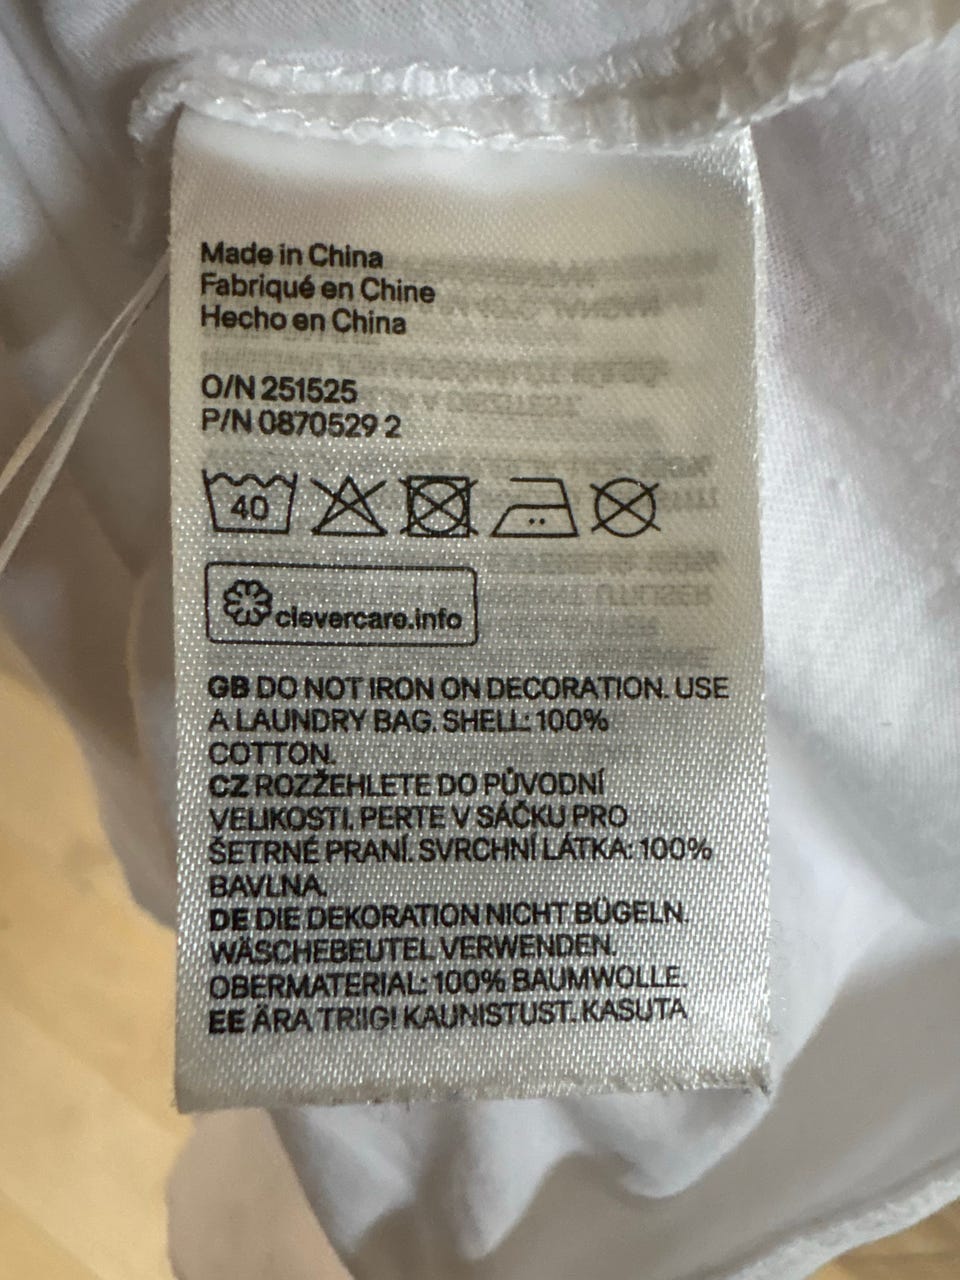 Made in China
Fabriqué en Chine
Hecho en China
O/N 251525
P/N 0870529 2
40
clevercare.info
GB DO NOT IRON ON DECORATION. USE
A LAUNDRY BAG. SHELL: 100%
COTTON.
CZ ROZŽEHLETE DO PŮVODNÍ
VELIKOSTI. PERTE V SÁČKU PRO
ŠETRNÉ PRANÍ. SVRCHNÍ LÁTKA: 100%
BAVLNA.
DE DIE DEKORATION NICHT BÜGELN.
WÄSCHEBEUTEL VERWENDEN.
OBERMATERIAL: 100% BAUMWOLLE.
EE ÄRA TRIIGI KAUNISTUST. KASUTA